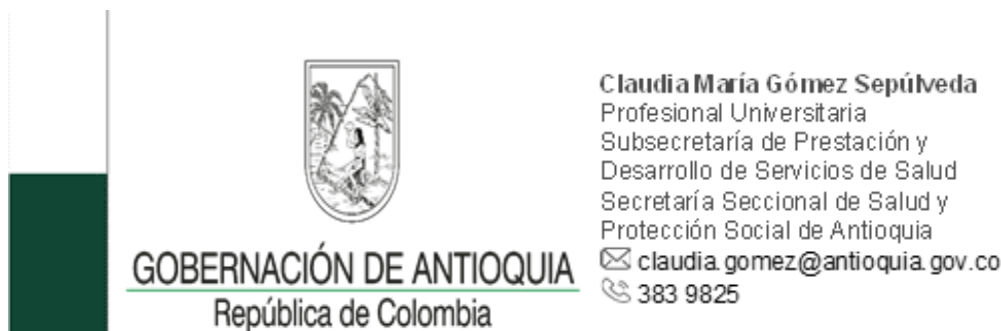 GOBERNACIÓN DE ANTIOQUIA
República de Colombia
Claudia María Gómez Sepúlveda
Profesional Universitaria
Subsecretaría de Prestación y
Desarrollo de Servicios de Salud
Secretaría Seccional de Salud y
Protección Social de Antioquia
claudia.gomez@antioquia.gov.co
383 9825